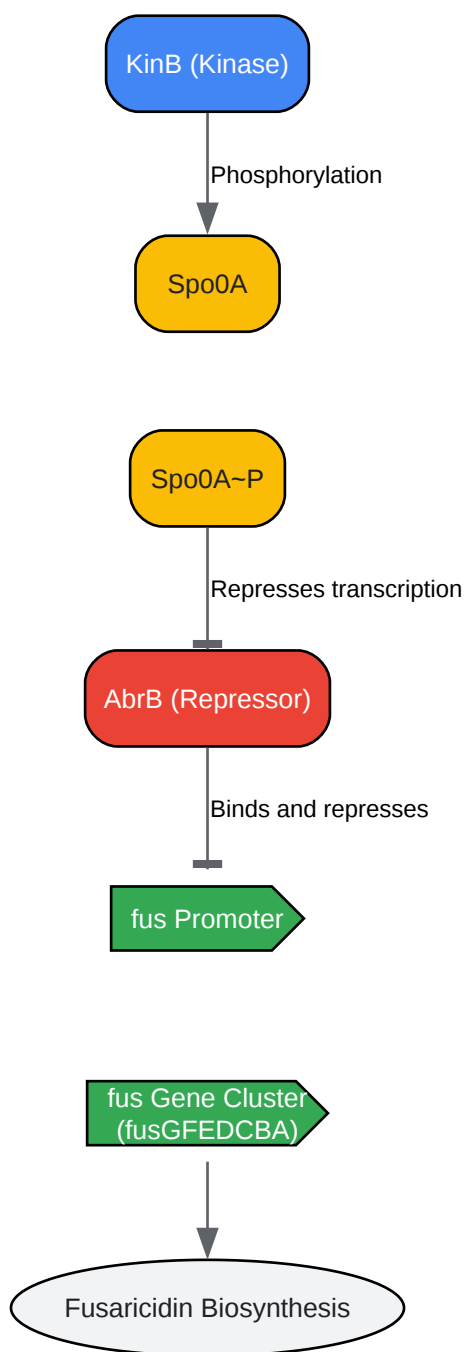 KinB (Kinase)
Phosphorylation
Spo0A
Spo0A~P
Represses transcription
AbrB (Repressor)
Binds and represses
fus Promoter
fus Gene Cluster
(fusGFEDCBA)
Fusaricidin Biosynthesis